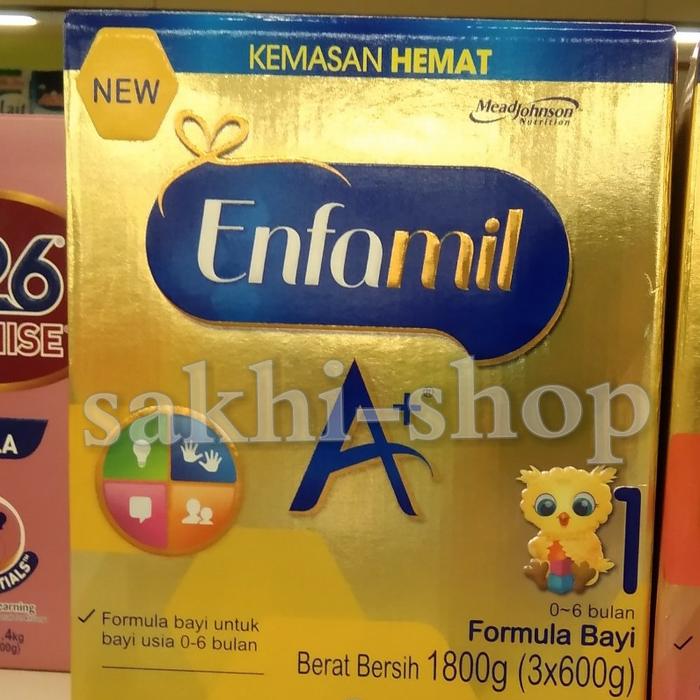 KEMASAN HEMAT
NEW
MeadJohnson
Nutrition
Enfamil
A+
sakhi-shop
1
0~6 bulan
Formula Bayi
Berat Bersih 1800g (3x600g)
✓ Formula bayi untuk
bayi usia 0-6 bulan
26